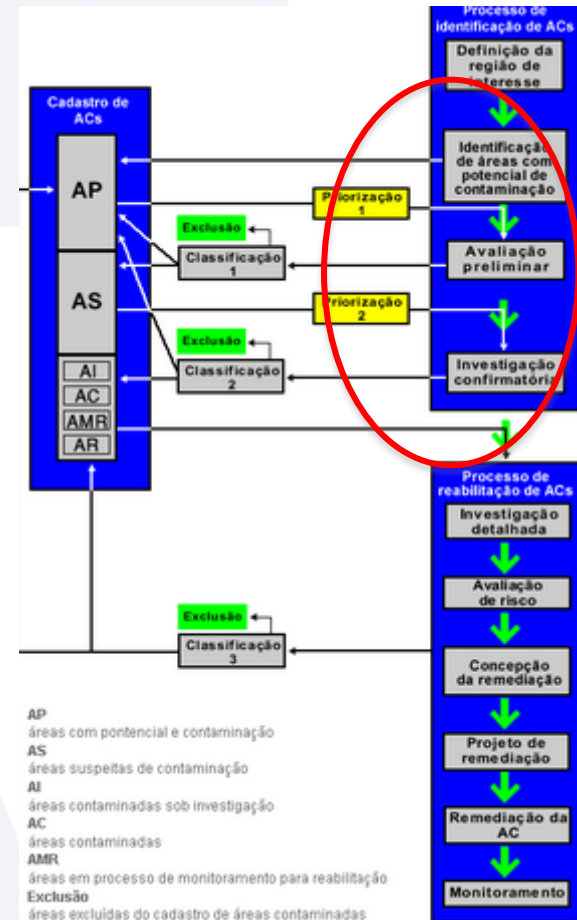 Processo de
identificação de ACs
Definição da
região de
interesse
Identificação
de áreas com
potencial de
contaminação
Avaliação
preliminar
Investigação
confirmatória
Cadastro de
ACs
AP
AS
AI
AC
AMR
AR
Priorização
1
Exclusão
Classificação
1
Priorização
2
Exclusão
Classificação
2
Processo de
reabilitação de ACs
Investigação
detalhada
Avaliação
de risco
Concepção
da remediação
Projeto de
remediação
Remediação da
AC
Monitoramento
Exclusão
Classificação
3
AP
áreas com pontencial e contaminação
AS
áreas suspeitas de contaminação
AI
áreas contaminadas sob investigação
AC
áreas contaminadas
AMR
áreas em processo de monitoramento para reabilitação
Exclusão
áreas excluídas do cadastro de áreas contaminadas